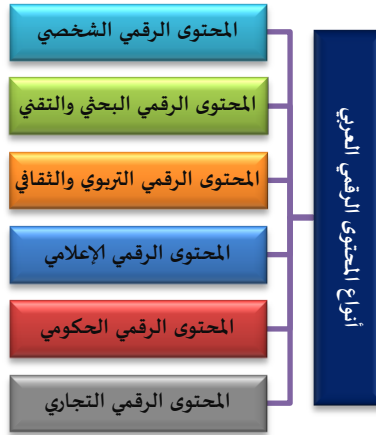 أنواع المحتوى الرقمي العربي
المحتوى الرقمي الشخصي
المحتوى الرقمي البحثي والتقني
المحتوى الرقمي التربوي والثقافي
المحتوى الرقمي الإعلامي
المحتوى الرقمي الحكومي
المحتوى الرقمي التجاري